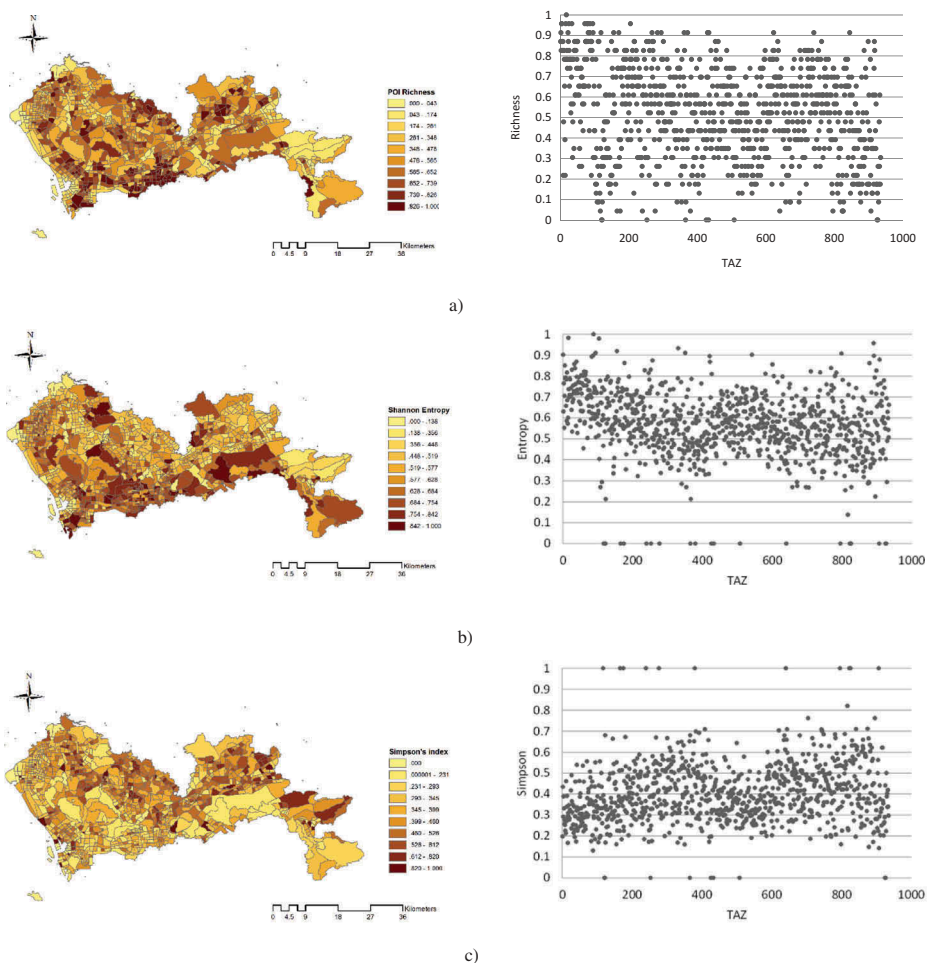 N
POI Richness
.000 - .043
.043 - .174
.174 - .261
.261 - .348
.348 - .478
.478 - .565
.565 - .652
.652 - .739
.739 - .826
.826 - 1.000
Kilometers
0 4.5 9 18 27 36
1
0.9
0.8
0.7
0.6
0.5
0.4
0.3
0.2
0.1
0
Richness
0 200 400 600 800 1000
TAZ
a)
N
Shannon Entropy
.000 - .138
.138 - .356
.356 - .448
.448 - .519
.519 - .577
.577 - .628
.628 - .684
.684 - .754
.754 - .842
.842 - 1.000
Kilometers
0 4.5 9 18 27 36
1
0.9
0.8
0.7
0.6
0.5
0.4
0.3
0.2
0.1
0
Entropy
0 200 400 600 800 1000
TAZ
b)
N
Simpson's index
.000
.000001 - .231
.231 - .293
.293 - .345
.345 - .399
.399 - .460
.460 - .526
.526 - .612
.612 - .820
.820 - 1.000
Kilometers
0 4.5 9 18 27 36
1
0.9
0.8
0.7
0.6
0.5
0.4
0.3
0.2
0.1
0
Simpson
0 200 400 600 800 1000
TAZ
c)